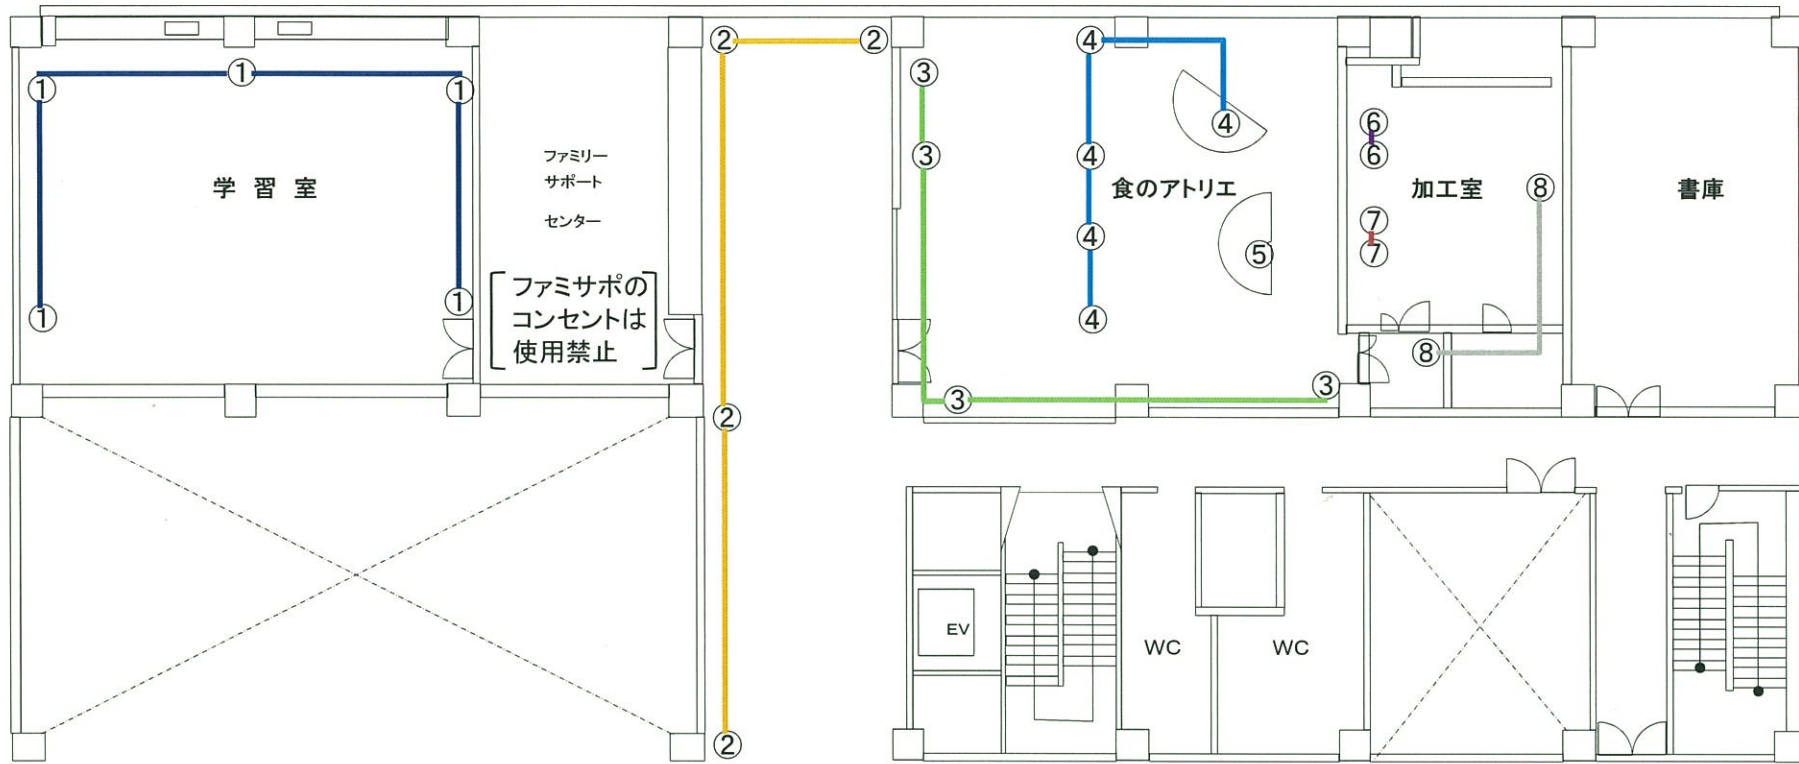 ② ②
① ① ①
学 習 室
① ①
ファミリー
サポート
センター
ファミサポの
コンセントは
使用禁止
②
②
③
③
③ ③
④
④
④
④
④
食のアトリエ
⑤
⑥
⑥
加工室
⑦
⑦
⑧
⑧
書庫
EV
WC
WC